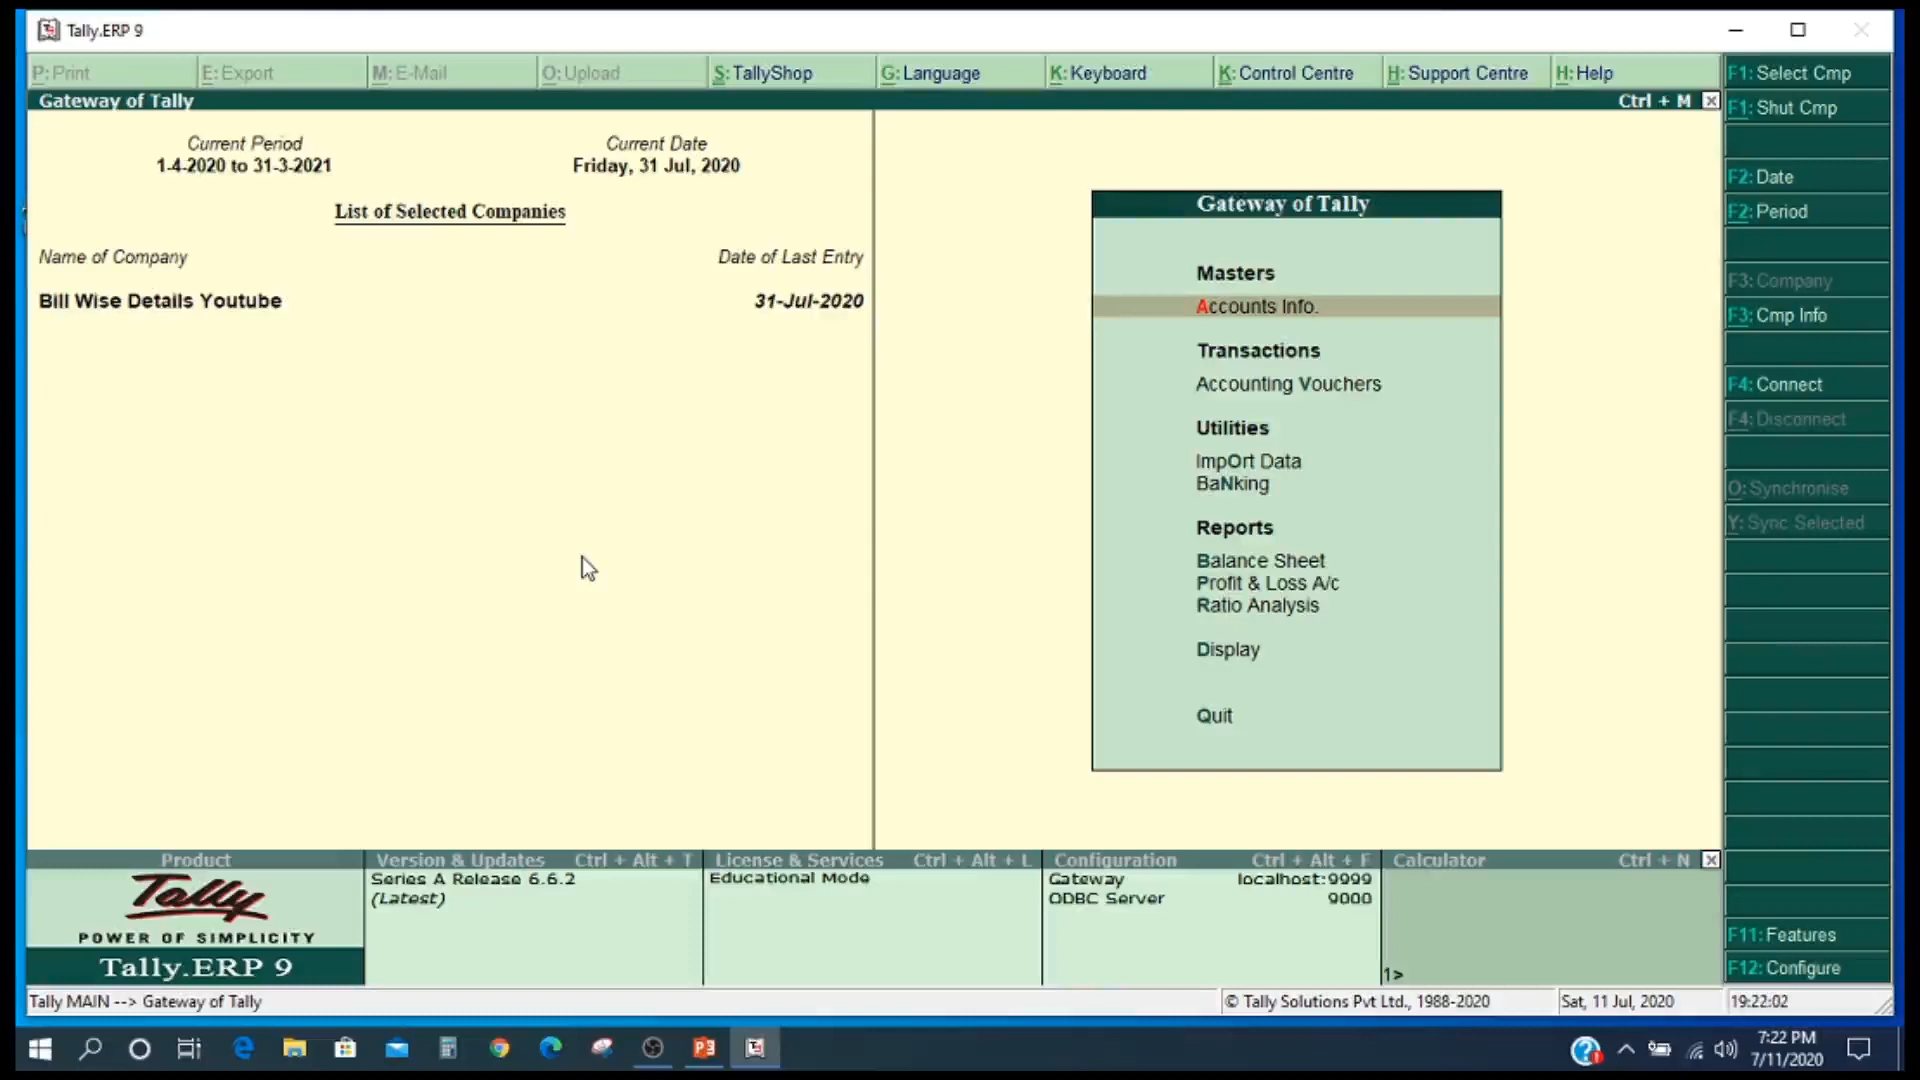 Tally.ERP 9
P: Print E: Export M: E-Mail O: Upload S: TallyShop G: Language K: Keyboard K: Control Centre H: Support Centre H: Help
Gateway of Tally Ctrl + M
Current Period Current Date
1-4-2020 to 31-3-2021 Friday, 31 Jul, 2020
List of Selected Companies
Name of Company Date of Last Entry
Bill Wise Details Youtube 31-Jul-2020
Gateway of Tally
Masters
Accounts Info.
Transactions
Accounting Vouchers
Utilities
ImpOrt Data
BaNking
Reports
Balance Sheet
Profit & Loss A/c
Ratio Analysis
Display
Quit
F1: Select Cmp
F1: Shut Cmp
F2: Date
F2: Period
F3: Company
F3: Cmp Info
F4: Connect
F4: Disconnect
O: Synchronise
Y: Sync Selected
F11: Features
F12: Configure
Product
Tally
POWER OF SIMPLICITY
Tally.ERP 9
Version & Updates Ctrl + Alt + T
Series A Release 6.6.2
(Latest)
License & Services Ctrl + Alt + L
Educational Mode
Configuration Ctrl + Alt + F
Gateway localhost:9999
ODBC Server 9000
Calculator Ctrl + N
1>
Tally MAIN --> Gateway of Tally © Tally Solutions Pvt Ltd., 1988-2020 Sat, 11 Jul, 2020 19:22:02
7:22 PM
7/11/2020